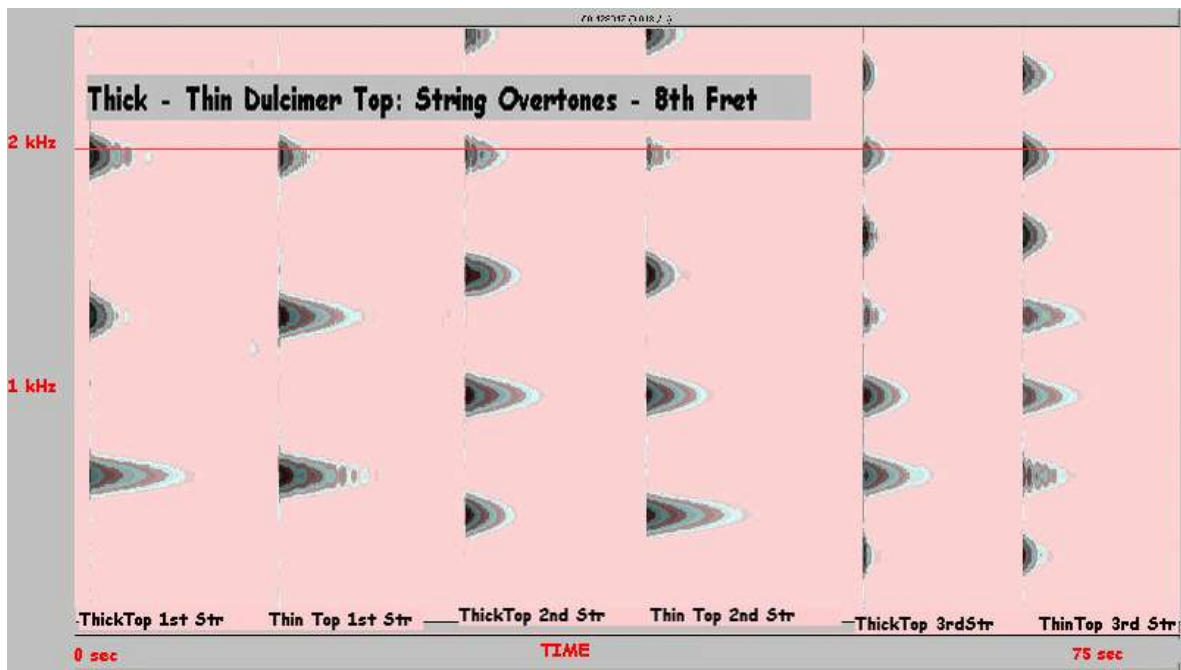 Thick - Thin Dulcimer Top: String Overtones - 8th Fret
2 kHz
1 kHz
ThickTop 1st Str
Thin Top 1st Str
ThickTop 2nd Str
Thin Top 2nd Str
ThickTop 3rdStr
ThinTop 3rd Str
0 sec
TIME
75 sec